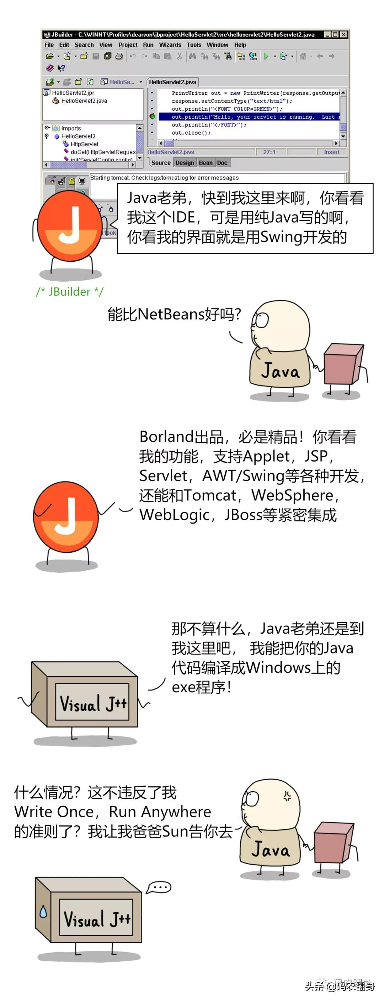 JBuilder - C:\WINNT\Profiles\dcarson\jbproject\HelloServlet2\src\helloservlet2\HelloServlet2.java
File Edit Search View Project Run Wizards Tools Window Help
HelloSe...
HelloServlet2.java
HelloServlet2.jpr
HelloServlet2.java
PrintWriter out = new PrintWriter(response.getOutput
response.setContentType("text/html");
out.println("<FONT COLOR=GREEN>");
out.println("Hello, your servlet is running. Last
out.println("</FONT>");
out.close();
Imports
HelloServlet2
HttpServlet
doGet(HttpServletReques
init(ServletConfig config)
HelloServlet2.java 27:1 Insert
Source Design Bean Doc
Starting tomcat. Check logs/tomcat.log for error messages
took
Java老弟，快到我这里来啊，你看看
我这个IDE，可是用纯Java写的啊，
你看我的界面就是用Swing开发的
J
/* JBuilder */
能比NetBeans好吗?
Java
Borland出品，必是精品！你看看
我的功能，支持Applet，JSP，
Servlet，AWT/Swing等各种开发，
还能和Tomcat，WebSphere，
WebLogic，JBoss等紧密集成
J
那不算什么，Java老弟还是到
我这里吧， 我能把你的Java
代码编译成Windows上的
exe程序！
Visual J++
什么情况？这不违反了我
Write Once，Run Anywhere
的准则了？我让我爸爸Sun告你去
Java
...
Visual J++
码农翻身
头条 @码农翻身